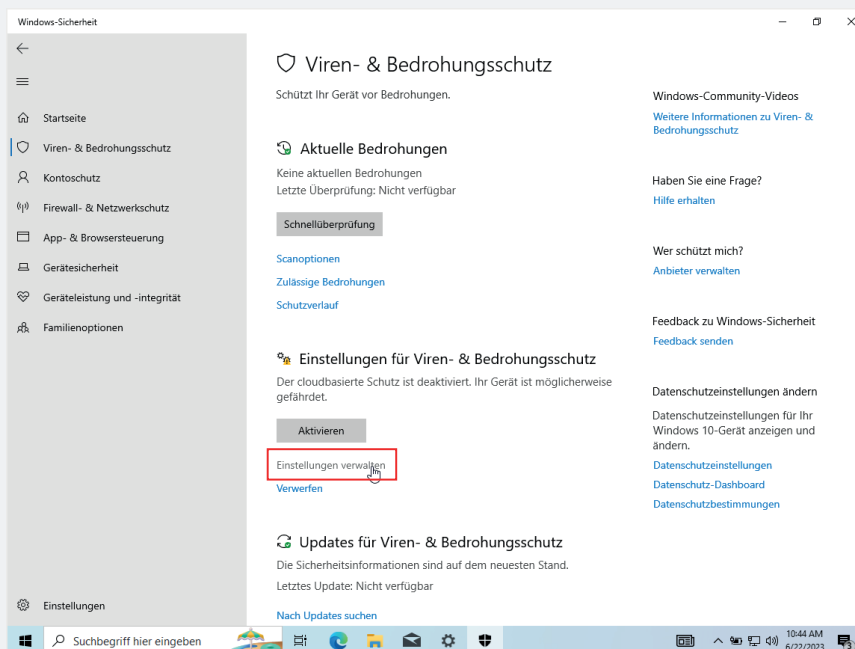 Windows-Sicherheit
Startseite
Viren- & Bedrohungsschutz
Kontoschutz
Firewall- & Netzwerkschutz
App- & Browsersteuerung
Gerätesicherheit
Geräteleistung und -integrität
Familienoptionen
Einstellungen
Viren- & Bedrohungsschutz
Schützt Ihr Gerät vor Bedrohungen.
Aktuelle Bedrohungen
Keine aktuellen Bedrohungen
Letzte Überprüfung: Nicht verfügbar
Schnellüberprüfung
Scanoptionen
Zulässige Bedrohungen
Schutzverlauf
Einstellungen für Viren- & Bedrohungsschutz
Der cloudbasierte Schutz ist deaktiviert. Ihr Gerät ist möglicherweise
gefährdet.
Aktivieren
Einstellungen verwalten
Verwerfen
Updates für Viren- & Bedrohungsschutz
Die Sicherheitsinformationen sind auf dem neuesten Stand.
Letztes Update: Nicht verfügbar
Nach Updates suchen
Windows-Community-Videos
Weitere Informationen zu Viren- &
Bedrohungsschutz
Haben Sie eine Frage?
Hilfe erhalten
Wer schützt mich?
Anbieter verwalten
Feedback zu Windows-Sicherheit
Feedback senden
Datenschutzeinstellungen ändern
Datenschutzeinstellungen für Ihr
Windows 10-Gerät anzeigen und
ändern.
Datenschutzeinstellungen
Datenschutz-Dashboard
Datenschutzbestimmungen
Suchbegriff hier eingeben
10:44 AM
6/22/2023
3